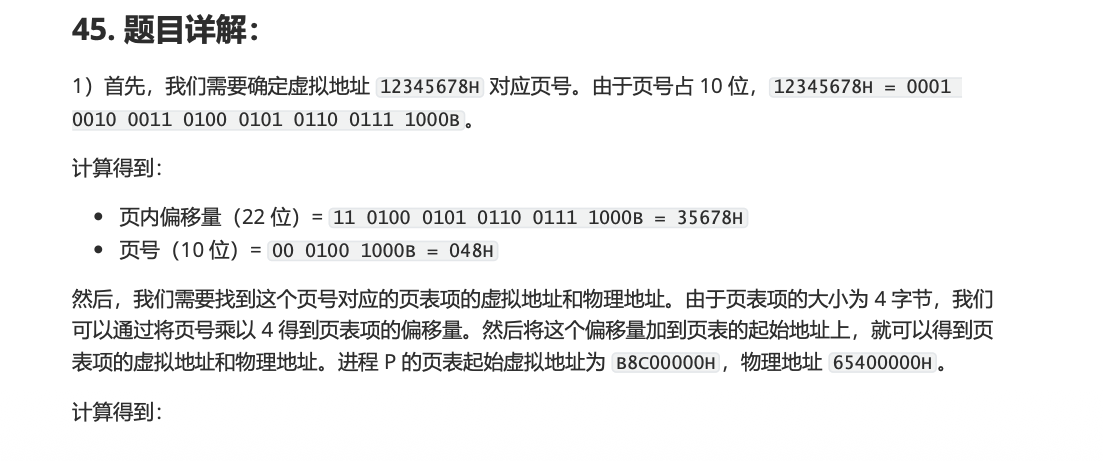 45. 题目详解：
1）首先，我们需要确定虚拟地址 12345678H 对应页号。由于页号占 10 位， 12345678H = 0001
0010 0011 0100 0101 0110 0111 1000B 。
计算得到：
• 页内偏移量（22 位）= 11 0100 0101 0110 0111 1000B = 35678H
• 页号（10 位）= 00 0100 1000B = 048H
然后，我们需要找到这个页号对应的页表项的虚拟地址和物理地址。由于页表项的大小为 4 字节，我们
可以通过将页号乘以 4 得到页表项的偏移量。然后将这个偏移量加到页表的起始地址上，就可以得到页
表项的虚拟地址和物理地址。进程 P 的页表起始虚拟地址为 B8C00000H ，物理地址 65400000H 。
计算得到：